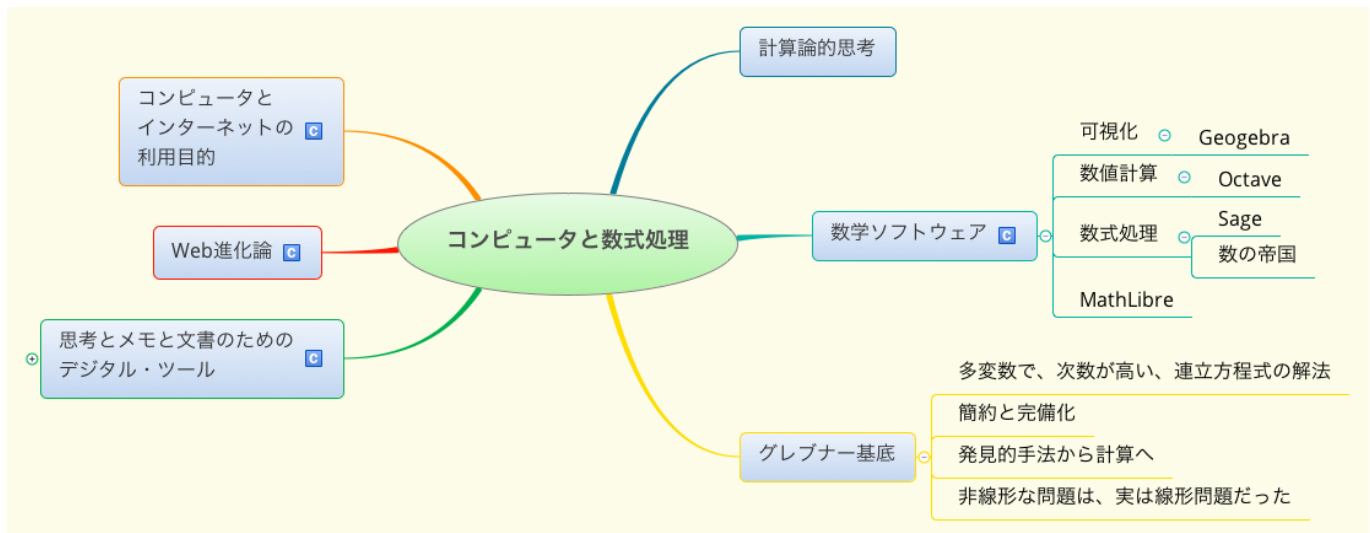 計算論的思考
コンピュータと
インターネットの
利用目的
C
可視化
Geogebra
数値計算
Octave
Web進化論
C
コンピュータと数式処理
数学ソフトウェア
C
数式処理
Sage
数の帝国
MathLibre
思考とメモと文書のための
デジタル・ツール
C
グレブナー基底
多変数で、次数が高い、連立方程式の解法
簡約と完備化
発見的手法から計算へ
非線形な問題は、実は線形問題だった